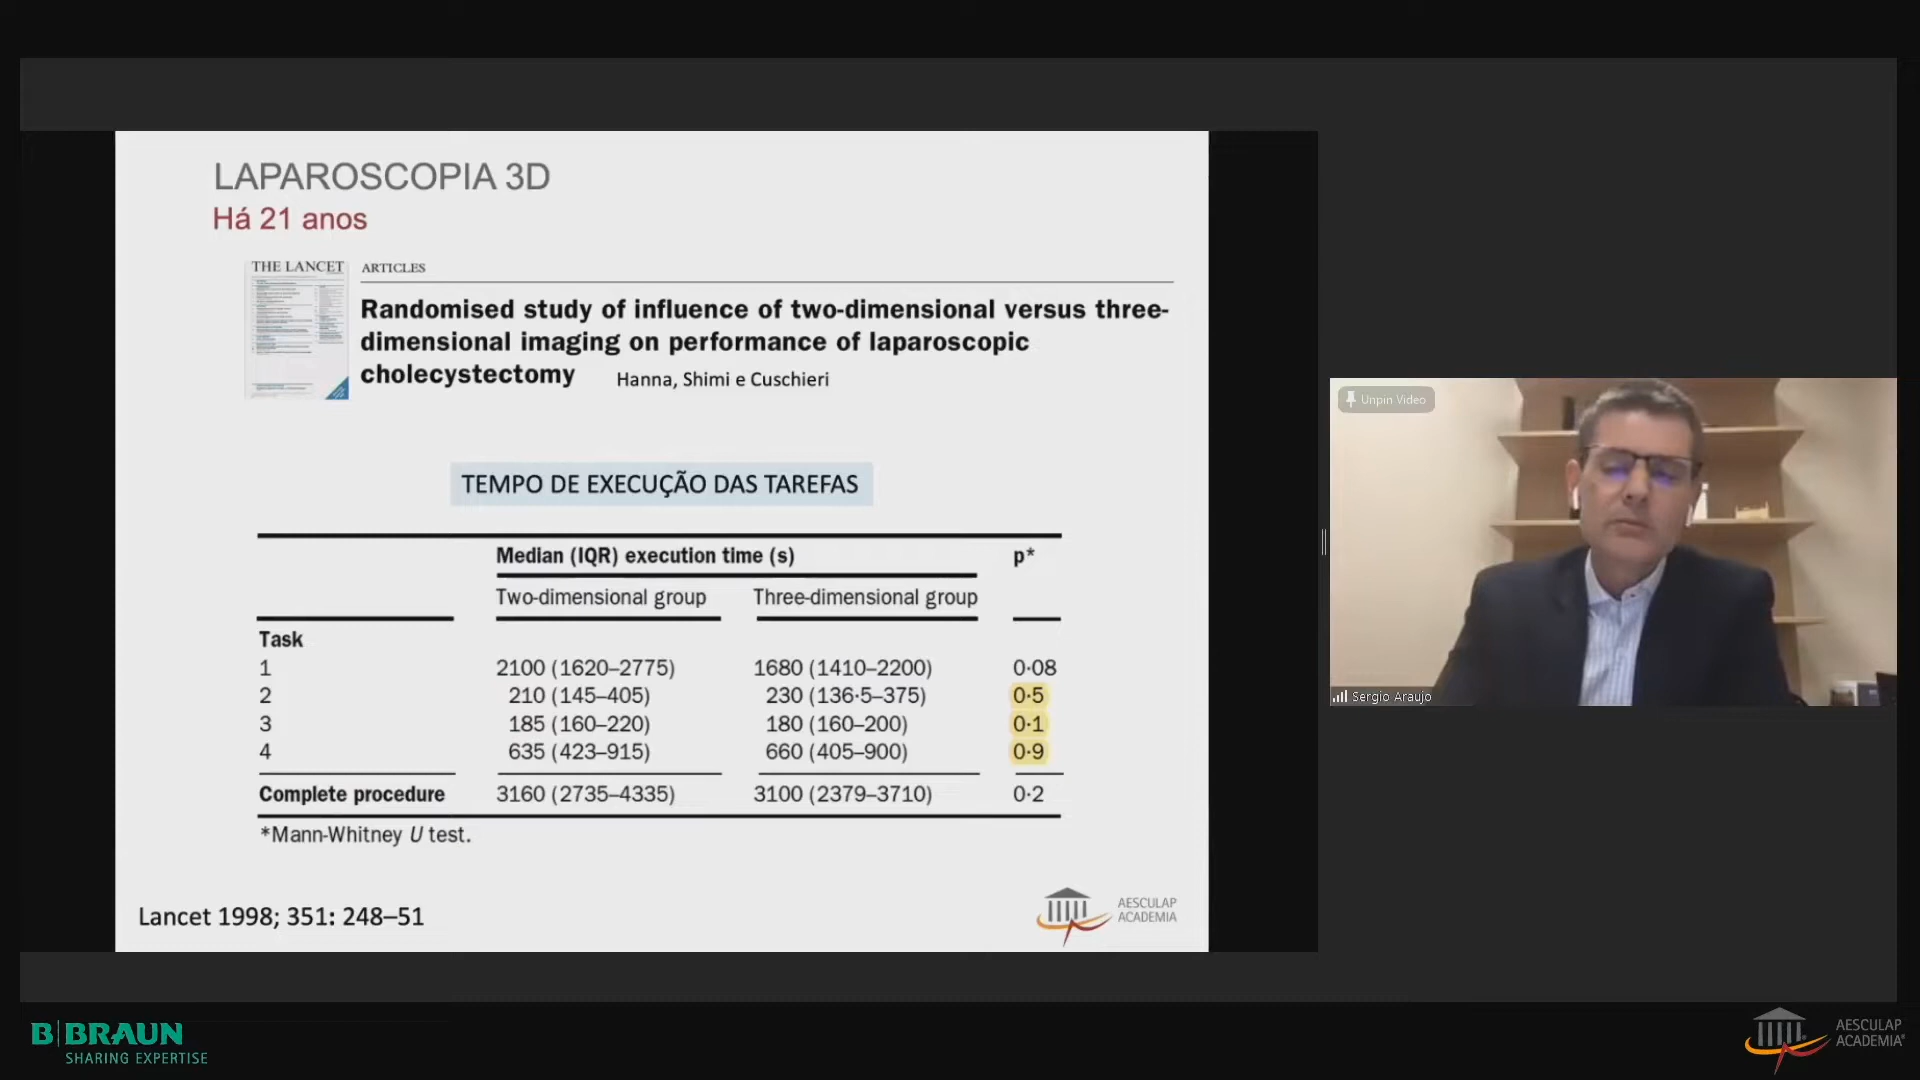 LAPAROSCOPIA 3D
Há 21 anos
THE LANCET
ARTICLES
Randomised study of influence of two-dimensional versus three-
dimensional imaging on performance of laparoscopic
cholecystectomy
Hanna, Shimi e Cuschieri
TEMPO DE EXECUÇÃO DAS TAREFAS
Median (IQR) execution time (s) p*
Two-dimensional group Three-dimensional group
Task
1 2100 (1620–2775) 1680 (1410–2200) 0·08
2 210 (145–405) 230 (136·5–375) 0·5
3 185 (160–220) 180 (160–200) 0·1
4 635 (423–915) 660 (405–900) 0·9
Complete procedure 3160 (2735–4335) 3100 (2379–3710) 0·2
*Mann-Whitney U test.
Lancet 1998; 351: 248–51
AESCULAP
ACADEMIA
Unpin Video
Sergio Araujo
B|BRAUN
SHARING EXPERTISE
AESCULAP
ACADEMIA®